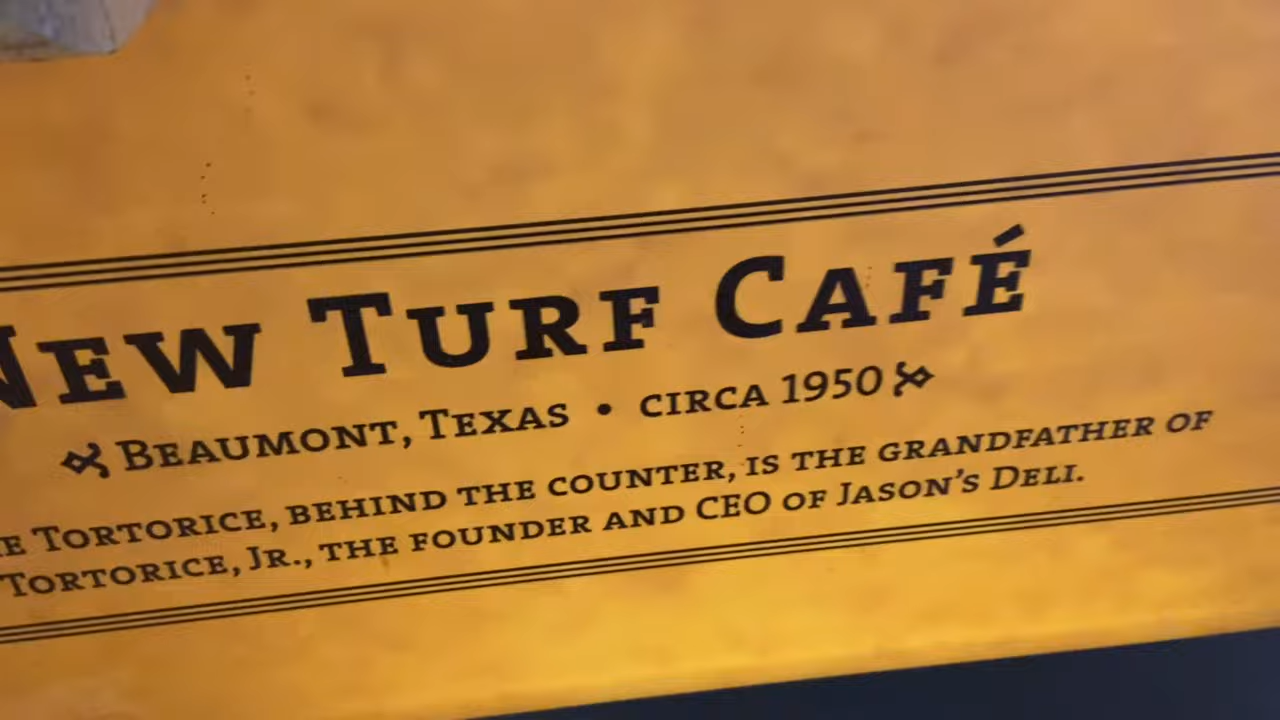 New Turf Café
Beaumont, Texas • circa 1950
Tortorice, behind the counter, is the grandfather of
Tortorice, Jr., the founder and CEO of Jason's Deli.